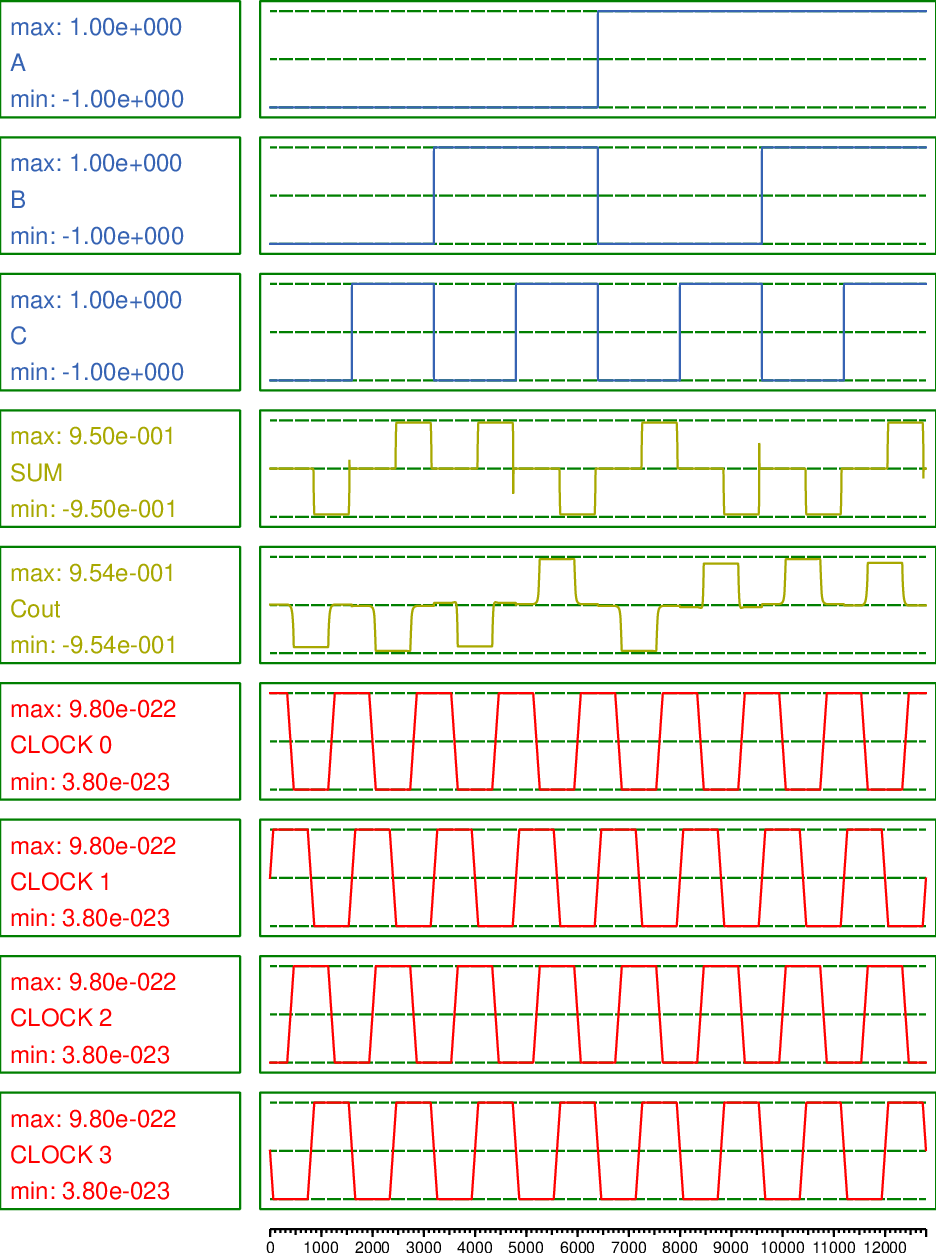 max: 1.00e+000
A
min: -1.00e+000
max: 1.00e+000
B
min: -1.00e+000
max: 1.00e+000
C
min: -1.00e+000
max: 9.50e-001
SUM
min: -9.50e-001
max: 9.54e-001
Cout
min: -9.54e-001
max: 9.80e-022
CLOCK 0
min: 3.80e-023
max: 9.80e-022
CLOCK 1
min: 3.80e-023
max: 9.80e-022
CLOCK 2
min: 3.80e-023
max: 9.80e-022
CLOCK 3
min: 3.80e-023
0 1000 2000 3000 4000 5000 6000 7000 8000 9000 10000 11000 12000